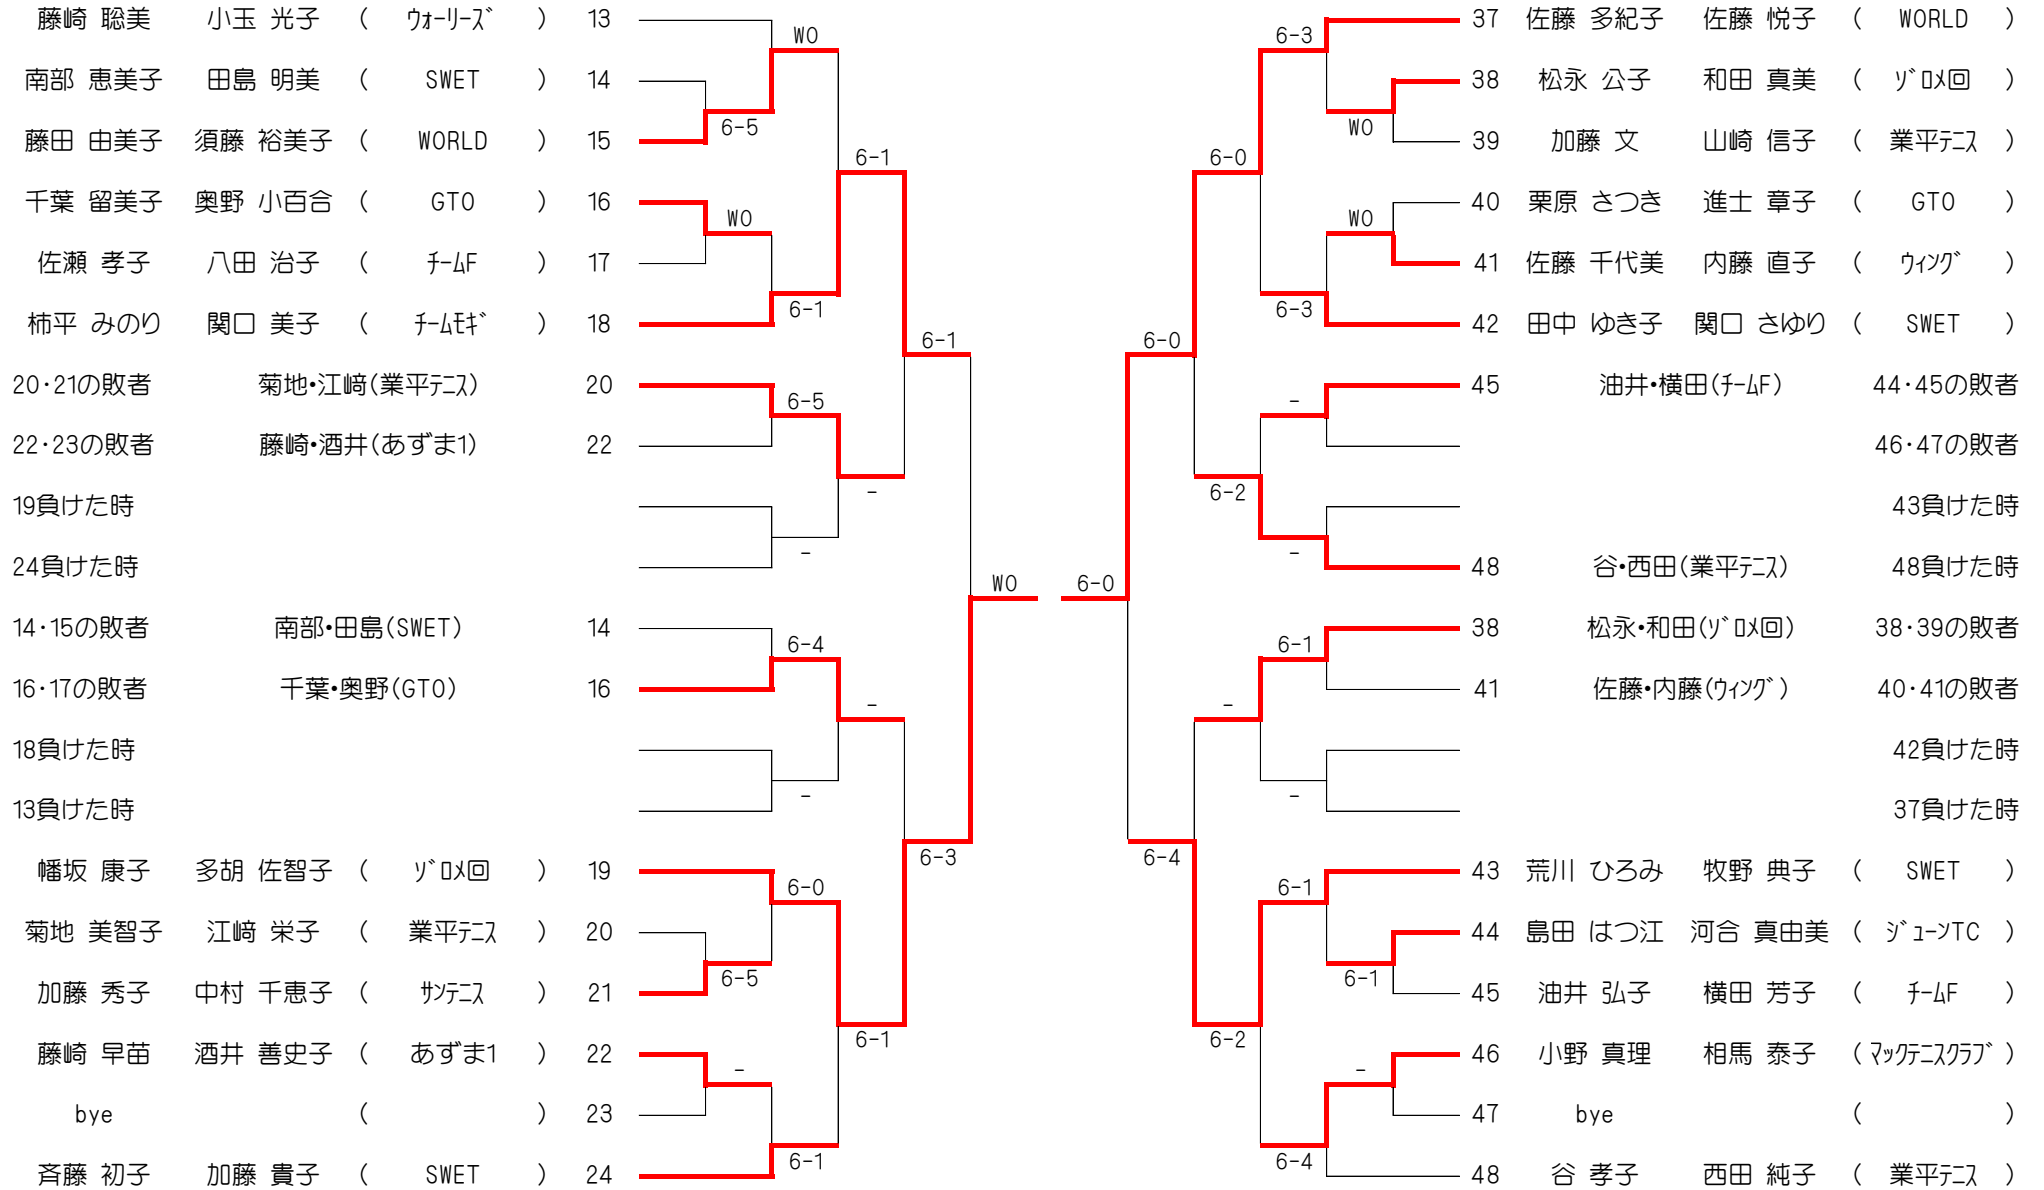 藤崎 聡美 小玉 光子 ( ウォーリーズ ) 13
南部 恵美子 田島 明美 ( SWET ) 14
藤田 由美子 須藤 裕美子 ( WORLD ) 15
千葉 留美子 奥野 小百合 ( GTO ) 16
佐瀬 孝子 八田 治子 ( チームF ) 17
柿平 みのり 関口 美子 ( チームモギ ) 18
20・21の敗者 菊地・江﨑(業平テニス) 20
22・23の敗者 藤崎・酒井(あずま1) 22
19負けた時
24負けた時
14・15の敗者 南部・田島(SWET) 14
16・17の敗者 千葉・奥野(GTO) 16
18負けた時
13負けた時
幡坂 康子 多胡 佐智子 ( ゾロメ回 ) 19
菊地 美智子 江﨑 栄子 ( 業平テニス ) 20
加藤 秀子 中村 千恵子 ( サンテニス ) 21
藤崎 早苗 酒井 善史子 ( あずま1 ) 22
bye ( ) 23
斉藤 初子 加藤 貴子 ( SWET ) 24
WO
6-5
6-1
WO
6-1
6-1
6-5
-
-
WO
6-4
-
-
6-3
6-0
6-5
6-1
-
6-1
6-3
WO
6-0
WO
6-3
6-0
-
6-2
-
6-0
6-1
-
-
6-4
6-1
6-1
6-2
-
6-4
37 佐藤 多紀子 佐藤 悦子 ( WORLD )
38 松永 公子 和田 真美 ( ゾロメ回 )
39 加藤 文 山崎 信子 ( 業平テニス )
40 栗原 さつき 進士 章子 ( GTO )
41 佐藤 千代美 内藤 直子 ( ウィング )
42 田中 ゆき子 関口 さゆり ( SWET )
45 油井・横田(チームF) 44・45の敗者
46・47の敗者
43負けた時
48 谷・西田(業平テニス) 48負けた時
38 松永・和田(ゾロメ回) 38・39の敗者
41 佐藤・内藤(ウィング) 40・41の敗者
42負けた時
37負けた時
43 荒川 ひろみ 牧野 典子 ( SWET )
44 島田 はつ江 河合 真由美 ( ジューンTC )
45 油井 弘子 横田 芳子 ( チームF )
46 小野 真理 相馬 泰子 ( マックテニスクラブ )
47 bye ( )
48 谷 孝子 西田 純子 ( 業平テニス )